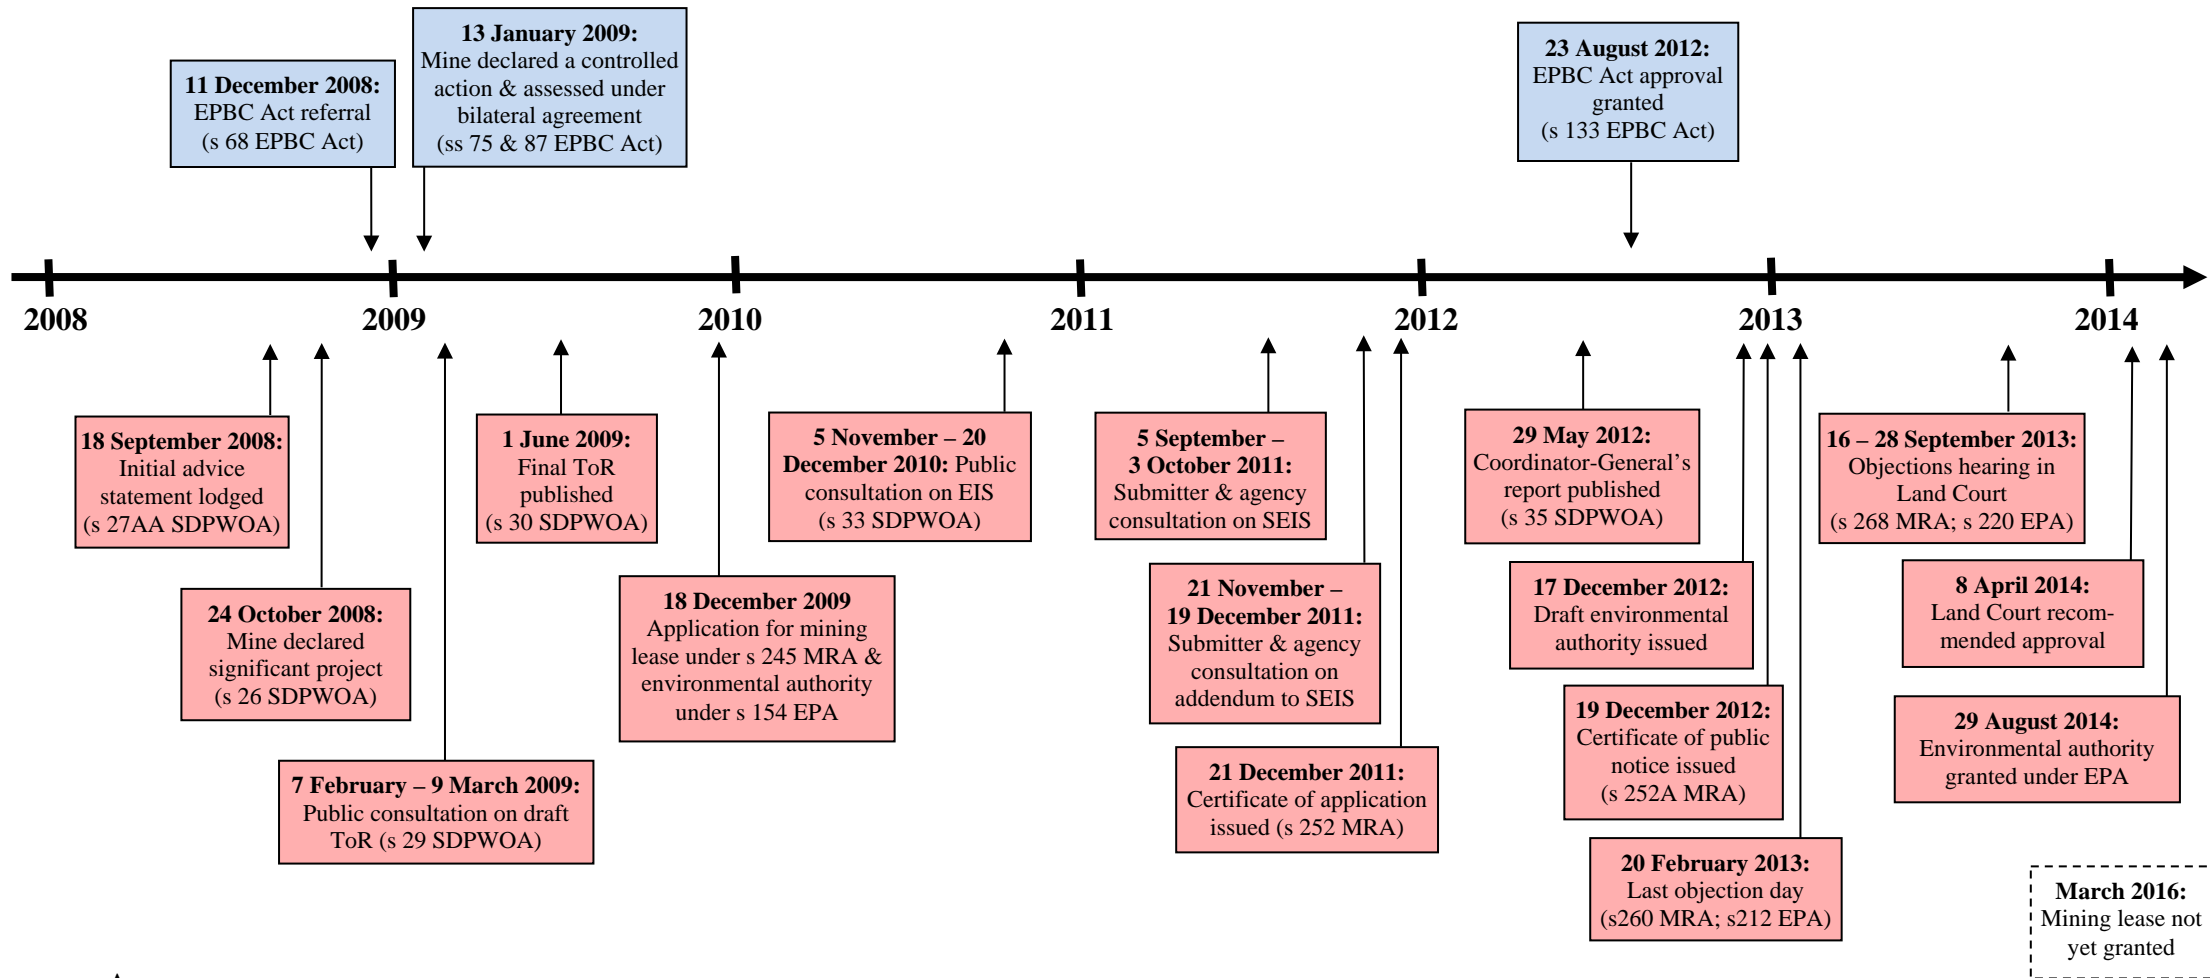 11 December 2008:
EPBC Act referral
(s 68 EPBC Act)
13 January 2009:
Mine declared a controlled
action & assessed under
bilateral agreement
(ss 75 & 87 EPBC Act)
23 August 2012:
EPBC Act approval
granted
(s 133 EPBC Act)
2008
2009
2010
2011
2012
2013
2014
18 September 2008:
Initial advice
statement lodged
(s 27AA SDPWOA)
24 October 2008:
Mine declared
significant project
(s 26 SDPWOA)
7 February – 9 March 2009:
Public consultation on draft
ToR (s 29 SDPWOA)
1 June 2009:
Final ToR
published
(s 30 SDPWOA)
18 December 2009
Application for mining
lease under s 245 MRA &
environmental authority
under s 154 EPA
5 November – 20
December 2010: Public
consultation on EIS
(s 33 SDPWOA)
5 September –
3 October 2011:
Submitter & agency
consultation on SEIS
21 November –
19 December 2011:
Submitter & agency
consultation on
addendum to SEIS
21 December 2011:
Certificate of application
issued (s 252 MRA)
29 May 2012:
Coordinator-General’s
report published
(s 35 SDPWOA)
17 December 2012:
Draft environmental
authority issued
19 December 2012:
Certificate of public
notice issued
(s 252A MRA)
20 February 2013:
Last objection day
(s260 MRA; s212 EPA)
16 – 28 September 2013:
Objections hearing in
Land Court
(s 268 MRA; s 220 EPA)
8 April 2014:
Land Court recom-
mended approval
29 August 2014:
Environmental authority
granted under EPA
March 2016:
Mining lease not
yet granted